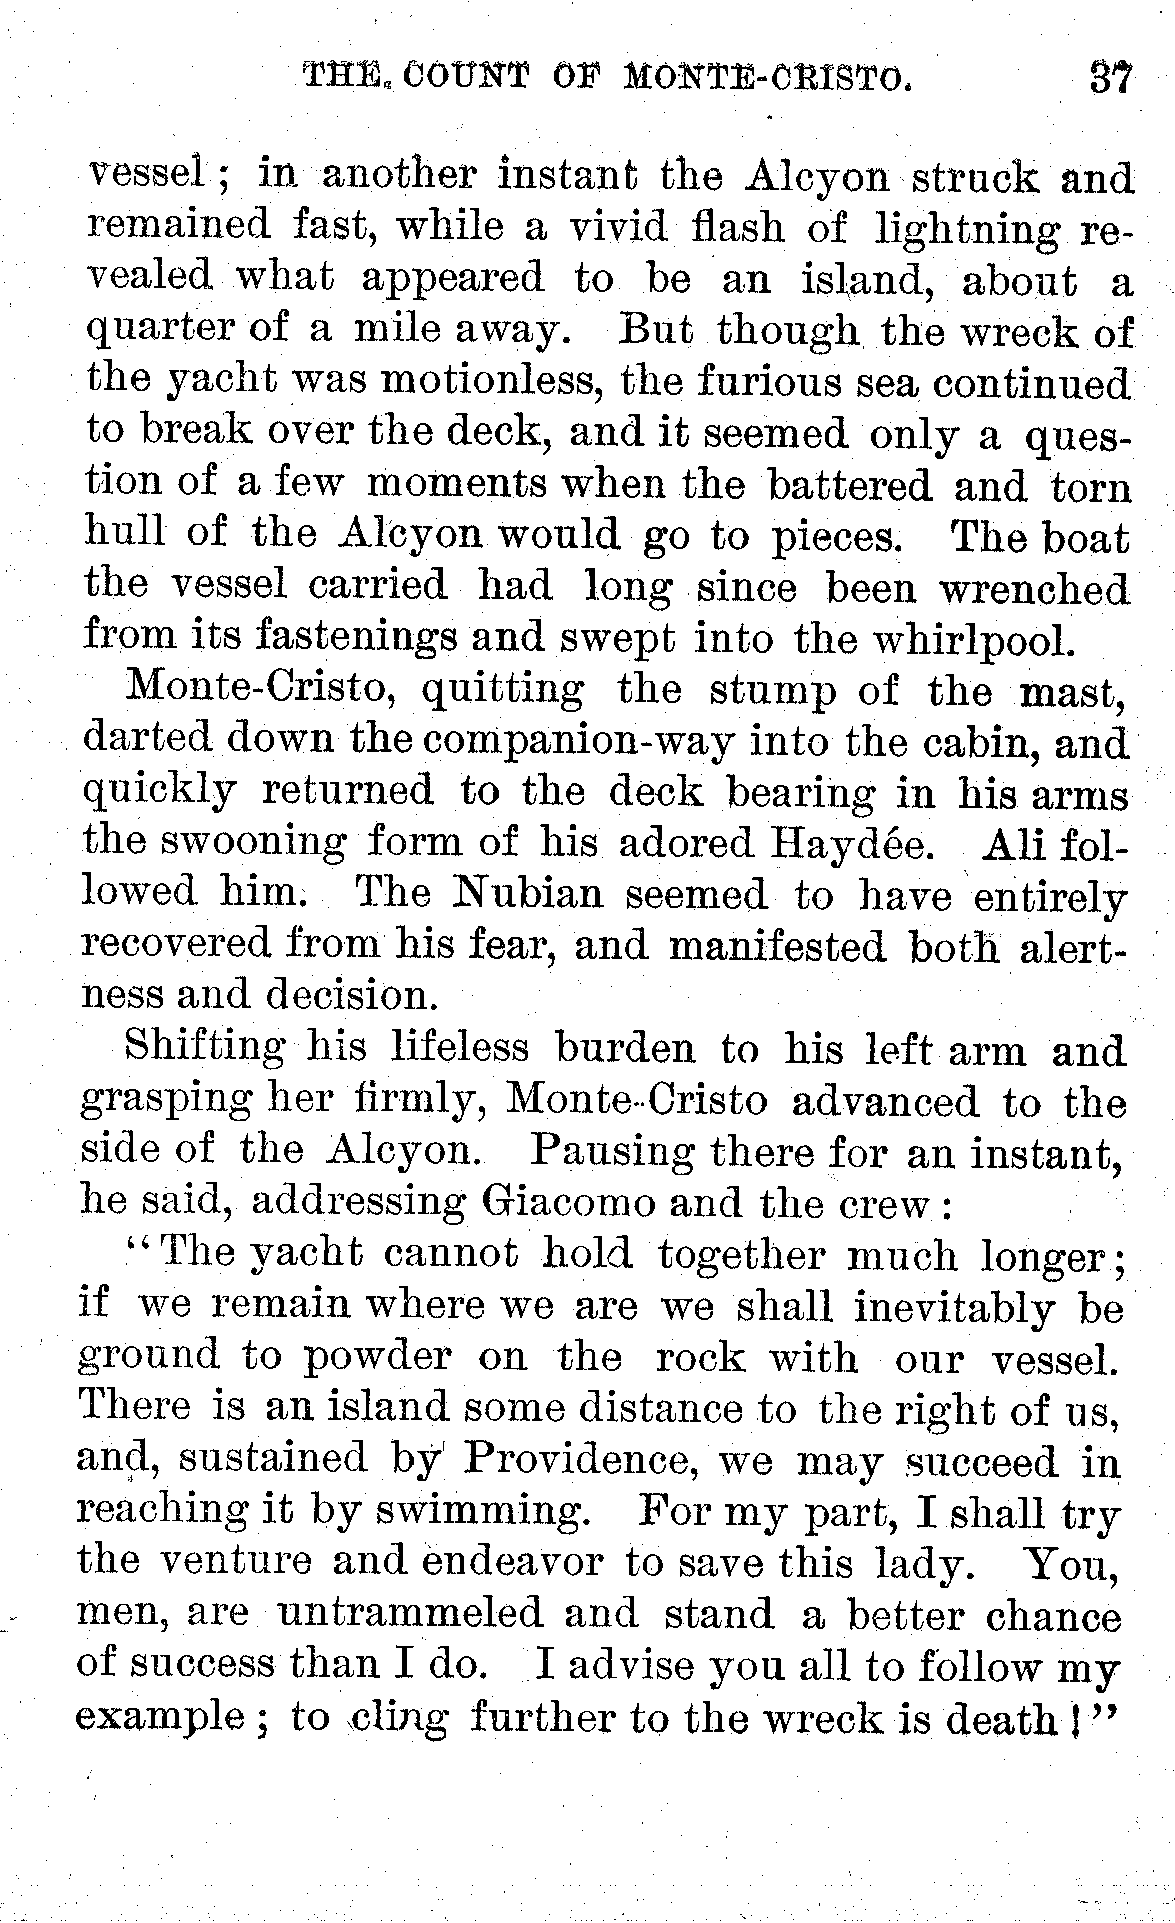 THE COUNT OF MONTE-CRISTO. 37
vessel; in another instant the Alcyon struck and
remained fast, while a vivid flash of lightning re-
vealed what appeared to be an island, about a
quarter of a mile away. But though the wreck of
the yacht was motionless, the furious sea continued
to break over the deck, and it seemed only a ques-
tion of a few moments when the battered and torn
hull of the Alcyon would go to pieces. The boat
the vessel carried had long since been wrenched
from its fastenings and swept into the whirlpool.
Monte-Cristo, quitting the stump of the mast,
darted down the companion-way into the cabin, and
quickly returned to the deck bearing in his arms
the swooning form of his adored Haydée. Ali fol-
lowed him. The Nubian seemed to have entirely
recovered from his fear, and manifested both alert-
ness and decision.
Shifting his lifeless burden to his left arm and
grasping her firmly, Monte-Cristo advanced to the
side of the Alcyon. Pausing there for an instant,
he said, addressing Giacomo and the crew:
"The yacht cannot hold together much longer;
if we remain where we are we shall inevitably be
ground to powder on the rock with our vessel.
There is an island some distance to the right of us,
and, sustained by Providence, we may succeed in
reaching it by swimming. For my part, I shall try
the venture and endeavor to save this lady. You,
men, are untrammeled and stand a better chance
of success than I do. I advise you all to follow my
example; to cling further to the wreck is death!"